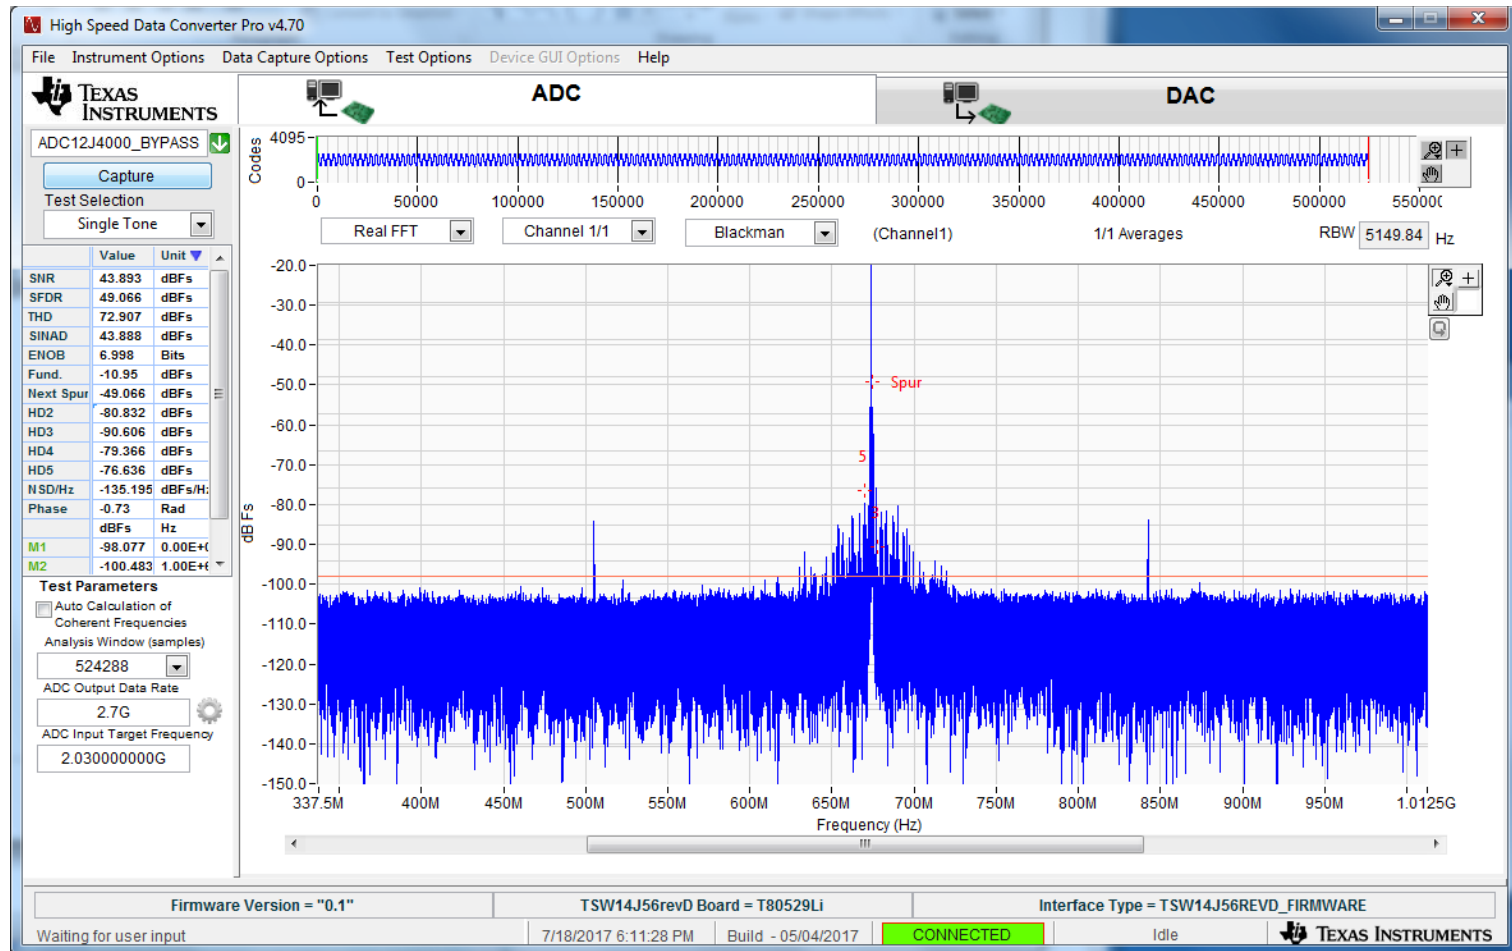 High Speed Data Converter Pro v4.70
File Instrument Options Data Capture Options Test Options Device GUI Options Help
TEXAS INSTRUMENTS
ADC
DAC
ADC12J4000_BYPASS
Capture
Test Selection
Single Tone
Codes
4095
0
0 50000 100000 150000 200000 250000 300000 350000 400000 450000 500000
Real FFT Channel 1/1 Blackman (Channel1) 1/1 Averages RBW 5149.84 Hz
Value Unit
SNR 43.893 dBFs
SFDR 49.066 dBFs
THD 72.907 dBFs
SINAD 43.888 dBFs
ENOB 6.998 Bits
Fund. -10.95 dBFs
Next Spur -49.066 dBFs
HD2 -80.832 dBFs
HD3 -90.606 dBFs
HD4 -79.366 dBFs
HD5 -76.636 dBFs
NSD/Hz -135.195 dBFs/H
Phase -0.73 Rad
dBFs Hz
M1 -98.077 0.00E+
M2 -100.483 1.00E+
Test Parameters
Auto Calculation of
Coherent Frequencies
Analysis Window (samples)
524288
ADC Output Data Rate
2.7G
ADC Input Target Frequency
2.030000000G
dBFs
-20.0
-30.0
-40.0
-50.0
-60.0
-70.0
-80.0
-90.0
-100.0
-110.0
-120.0
-130.0
-140.0
-150.0
Spur
5
3
337.5M 400M 450M 500M 550M 600M 650M 700M 750M 800M 850M 900M 950M 1.0125G
Frequency (Hz)
Firmware Version = "0.1" TSW14J56revD Board = T80529Li Interface Type = TSW14J56REVD_FIRMWARE
Waiting for user input 7/18/2017 6:11:28 PM Build - 05/04/2017 CONNECTED Idle TEXAS INSTRUMENTS